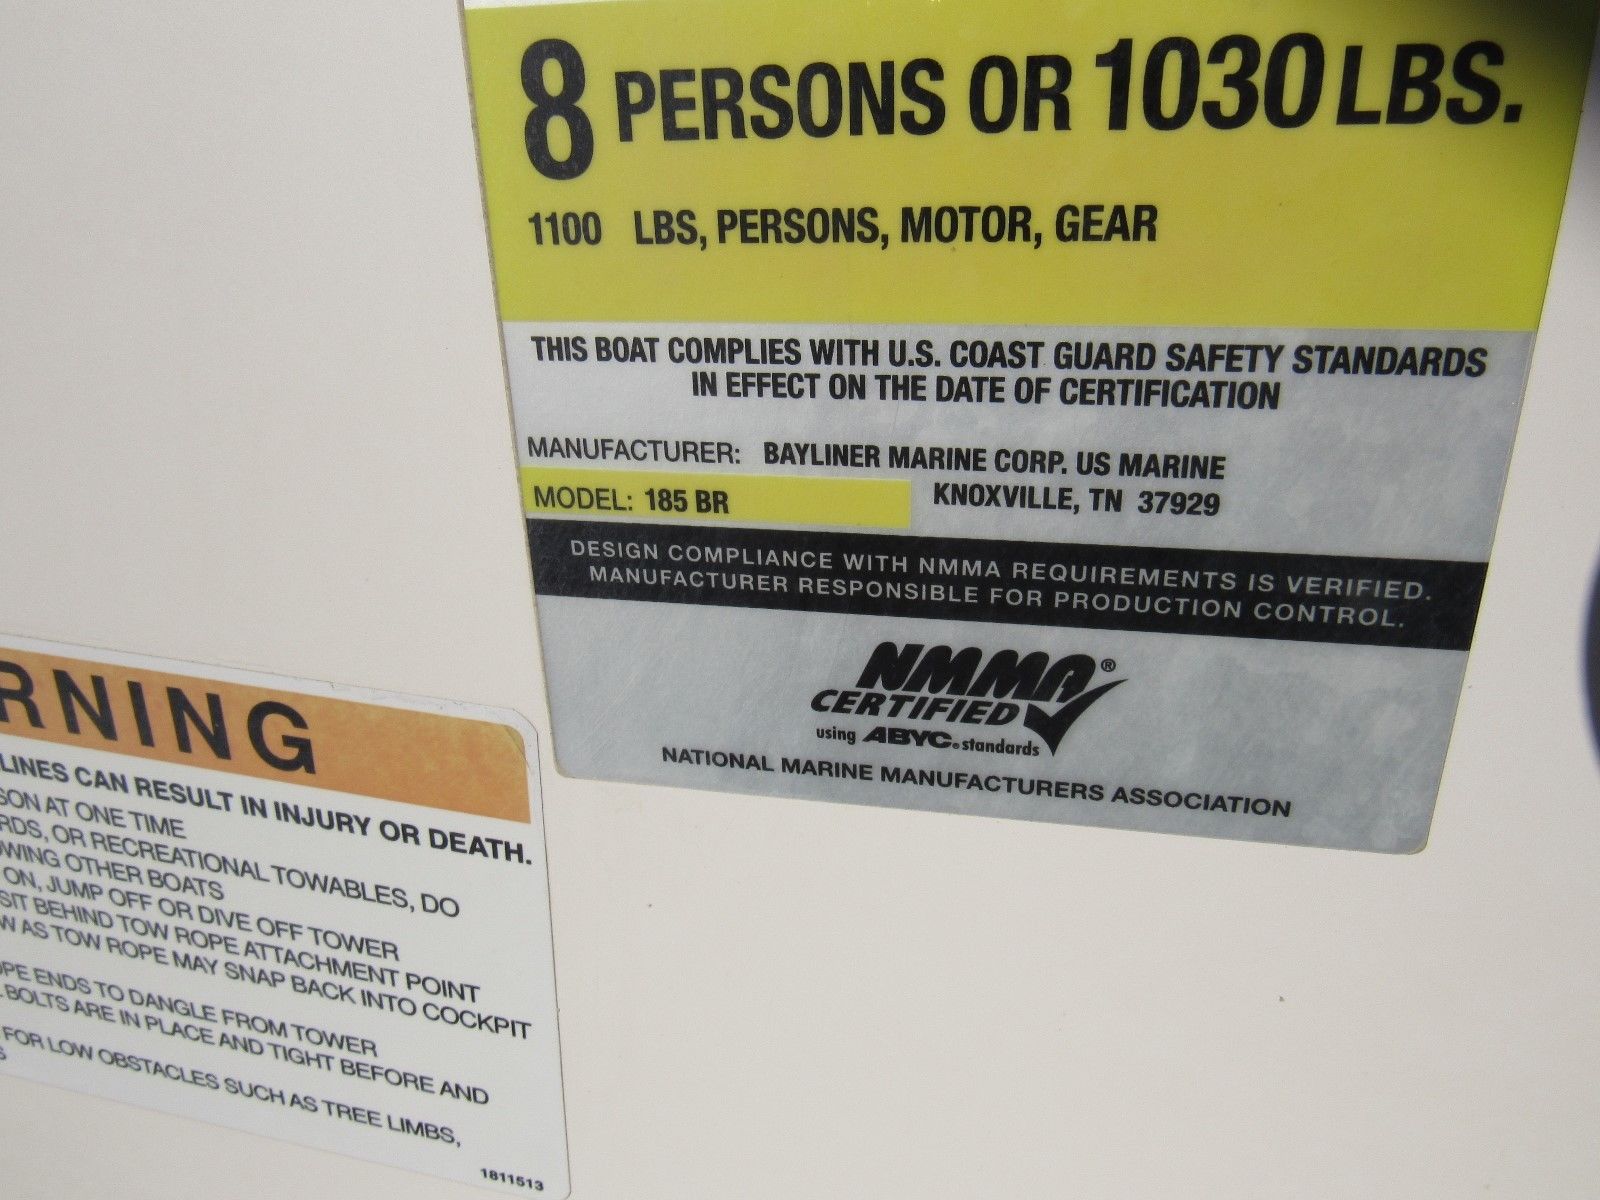 8 PERSONS OR 1030 LBS.
1100 LBS, PERSONS, MOTOR, GEAR
THIS BOAT COMPLIES WITH U.S. COAST GUARD SAFETY STANDARDS
IN EFFECT ON THE DATE OF CERTIFICATION
MANUFACTURER: BAYLINER MARINE CORP. US MARINE
MODEL: 185 BR KNOXVILLE, TN 37929
DESIGN COMPLIANCE WITH NMMA REQUIREMENTS IS VERIFIED.
MANUFACTURER RESPONSIBLE FOR PRODUCTION CONTROL.
NMMA®
CERTIFIED
using ABYC® standards
NATIONAL MARINE MANUFACTURERS ASSOCIATION
RNING
LINES CAN RESULT IN INJURY OR DEATH.
SON AT ONE TIME
RDS, OR RECREATIONAL TOWABLES, DO
WING OTHER BOATS
ON, JUMP OFF OR DIVE OFF TOWER
SIT BEHIND TOW ROPE ATTACHMENT POINT
W AS TOW ROPE MAY SNAP BACK INTO COCKPIT
PE ENDS TO DANGLE FROM TOWER
BOLTS ARE IN PLACE AND TIGHT BEFORE AND
FOR LOW OBSTACLES SUCH AS TREE LIMBS,
S
1811513